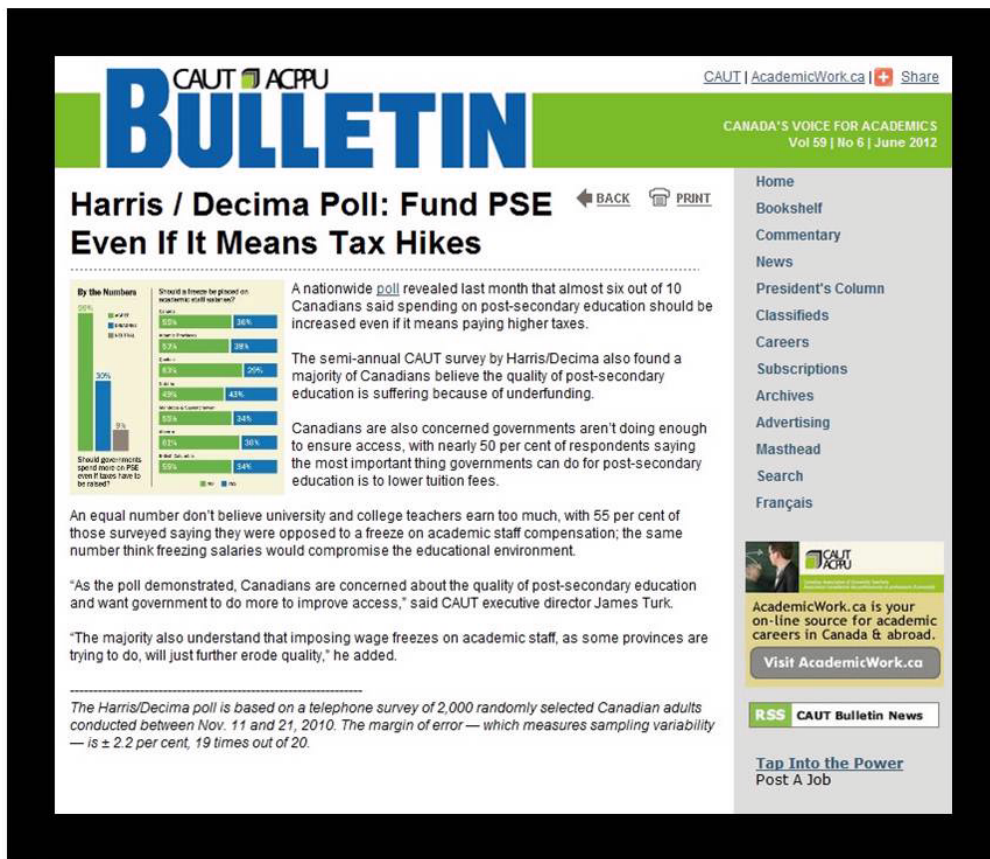 CAUT ACPPU
BULLETIN
CAUT | AcademicWork.ca | Share
CANADA'S VOICE FOR ACADEMICS
Vol 59 | No 6 | June 2012
Harris / Decima Poll: Fund PSE
Even If It Means Tax Hikes
BACK PRINT
By the Numbers
30%
9%
Should governments
spend more on PSE
even if taxes have to
be raised?
Should a freeze be placed on
academic staff salaries?
55% 36%
53% 38%
63% 29%
49% 43%
55% 34%
61% 30%
British Columbia
55% 34%
A nationwide poll revealed last month that almost six out of 10
Canadians said spending on post-secondary education should be
increased even if it means paying higher taxes.
The semi-annual CAUT survey by Harris/Decima also found a
majority of Canadians believe the quality of post-secondary
education is suffering because of underfunding.
Canadians are also concerned governments aren't doing enough
to ensure access, with nearly 50 per cent of respondents saying
the most important thing governments can do for post-secondary
education is to lower tuition fees.
An equal number don't believe university and college teachers earn too much, with 55 per cent of
those surveyed saying they were opposed to a freeze on academic staff compensation; the same
number think freezing salaries would compromise the educational environment.
“As the poll demonstrated, Canadians are concerned about the quality of post-secondary education
and want government to do more to improve access,” said CAUT executive director James Turk.
“The majority also understand that imposing wage freezes on academic staff, as some provinces are
trying to do, will just further erode quality,” he added.
The Harris/Decima poll is based on a telephone survey of 2,000 randomly selected Canadian adults
conducted between Nov. 11 and 21, 2010. The margin of error — which measures sampling variability
— is ± 2.2 per cent, 19 times out of 20.
Home
Bookshelf
Commentary
News
President's Column
Classifieds
Careers
Subscriptions
Archives
Advertising
Masthead
Search
Français
CAUT
ACPPU
AcademicWork.ca is your
on-line source for academic
careers in Canada & abroad.
Visit AcademicWork.ca
RSS CAUT Bulletin News
Tap Into the Power
Post A Job